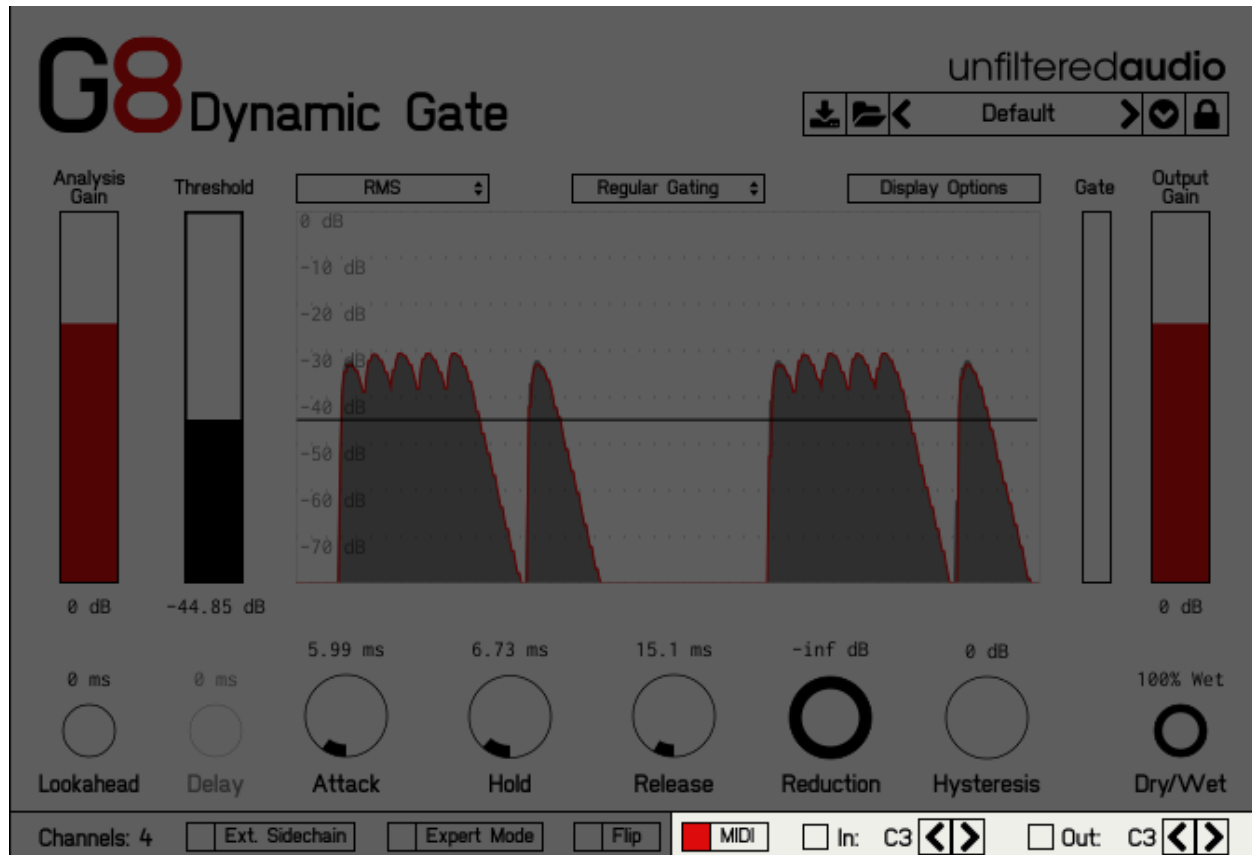 G8 Dynamic Gate
unfilteredaudio
Default
Analysis Gain
Threshold
RMS
Regular Gating
Display Options
Gate
Output Gain
0 dB
-10 dB
-20 dB
-30 dB
-40 dB
-50 dB
-60 dB
-70 dB
0 dB
-44.85 dB
0 dB
5.99 ms
6.73 ms
15.1 ms
-inf dB
0 dB
0 ms
0 ms
100% Wet
Lookahead
Delay
Attack
Hold
Release
Reduction
Hysteresis
Dry/Wet
Channels: 4
Ext. Sidechain
Expert Mode
Flip
MIDI
In: C3
Out: C3